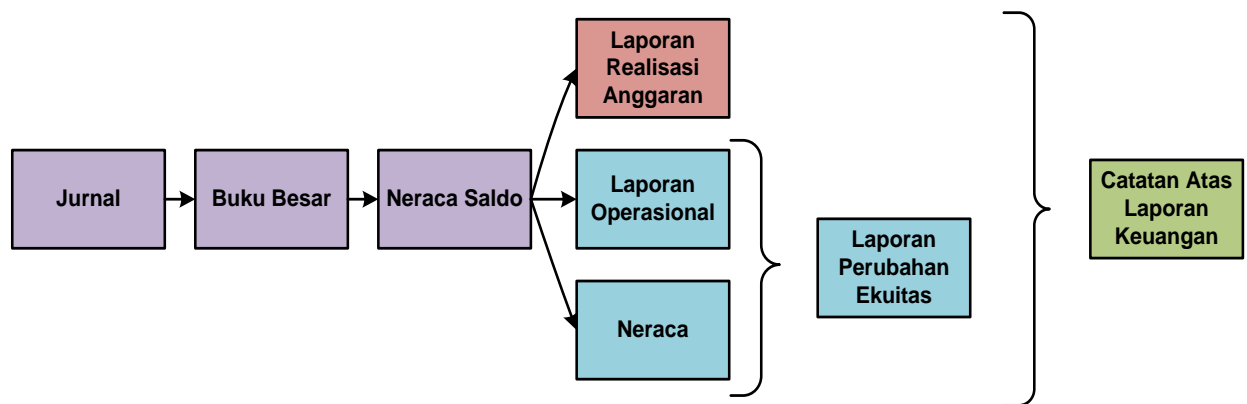 Jurnal
Buku Besar
Neraca Saldo
Laporan
Realisasi
Anggaran
Laporan
Operasional
Neraca
Laporan
Perubahan
Ekuitas
Catatan Atas
Laporan
Keuangan